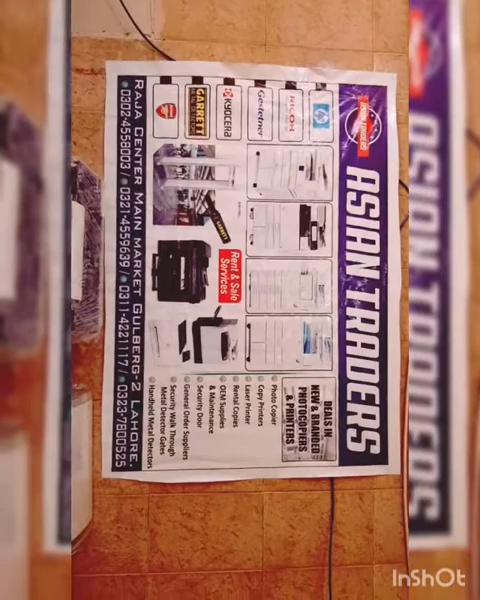 ASIAN TRADERS
ASIAN TRADERS
hp
RICOH
Gestetner
KYOCERA
GARRETT
METAL DETECTORS
DEALS IN
NEW & BRANDED
PHOTOCOPIERS
& PRINTERS
Rent & Sale
Services
Photo Copier
Copy Printers
Laser Printer
Rental Copies
OEM Supplies
& Maintenance
Security Door
General Order Suppliers
Security Walk Through
Metal Detector Gates
Handheld Metal Detectors
RAJA CENTER MAIN MARKET GULBERG-2 LAHORE.
0302-4558003 / 0321-4559639 / 0311-4221117 / 0323-7800525
InShOt